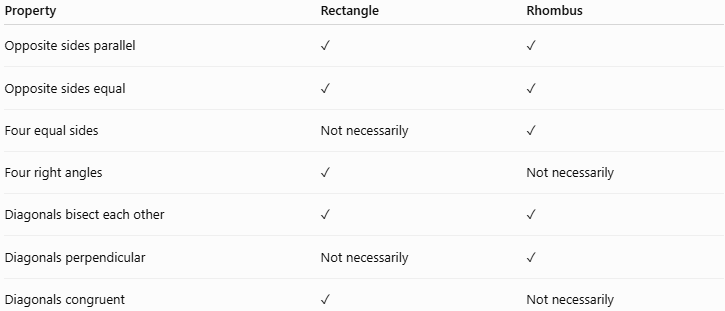 Property Rectangle Rhombus
Opposite sides parallel ✓ ✓
Opposite sides equal ✓ ✓
Four equal sides Not necessarily ✓
Four right angles ✓ Not necessarily
Diagonals bisect each other ✓ ✓
Diagonals perpendicular Not necessarily ✓
Diagonals congruent ✓ Not necessarily